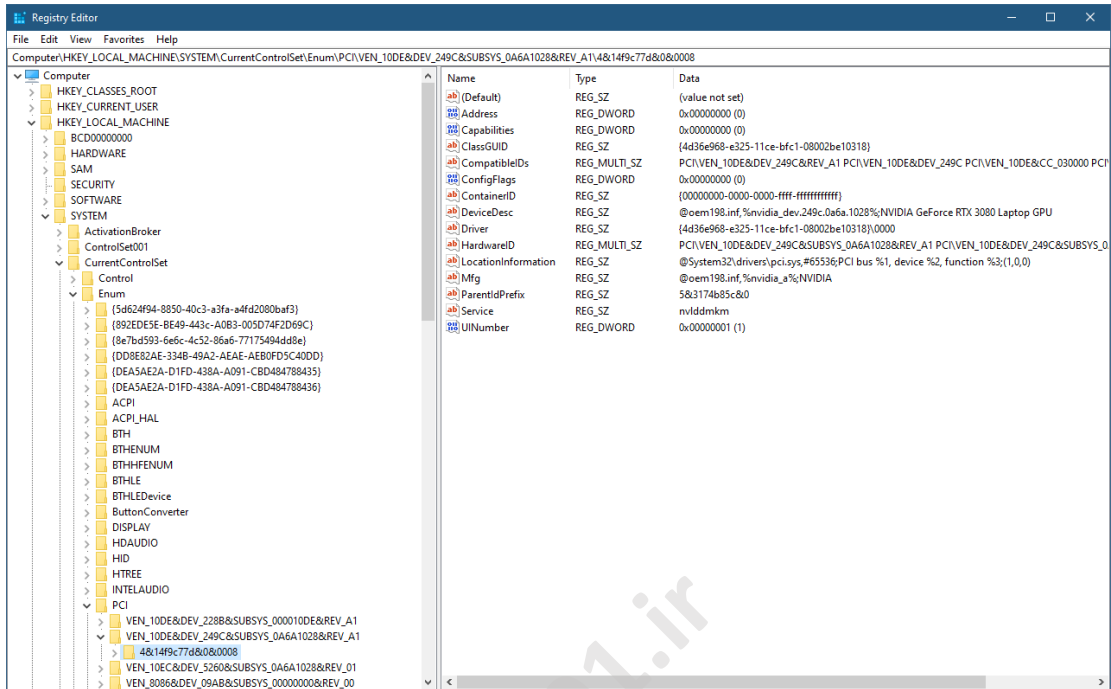 Registry Editor
File Edit View Favorites Help
Computer\HKEY_LOCAL_MACHINE\SYSTEM\CurrentControlSet\Enum\PCI\VEN_10DE&DEV_249C&SUBSYS_0A6A1028&REV_A1\4&14f9c77d&0&0008
Computer
HKEY_CLASSES_ROOT
HKEY_CURRENT_USER
HKEY_LOCAL_MACHINE
BCD00000000
HARDWARE
SAM
SECURITY
SOFTWARE
SYSTEM
ActivationBroker
ControlSet001
CurrentControlSet
Control
Enum
{5d624f94-8850-40c3-a3fa-a4fd2080baf3}
{892EDE5E-BE49-443c-A0B3-005D74F2D69C}
{8e7bd593-6e6c-4c52-86a6-77175494dd8e}
{DD8E82AE-334B-49A2-AEAE-AEB0FD5C40DD}
{DEA5AE2A-D1FD-438A-A091-CBD484788435}
{DEA5AE2A-D1FD-438A-A091-CBD484788436}
ACPI
ACPI_HAL
BTH
BTHENUM
BTHHFENUM
BTHLE
BTHLEDevice
ButtonConverter
DISPLAY
HDAUDIO
HID
HTREE
INTELAUDIO
PCI
VEN_10DE&DEV_228B&SUBSYS_000010DE&REV_A1
VEN_10DE&DEV_249C&SUBSYS_0A6A1028&REV_A1
4&14f9c77d&0&0008
VEN_10EC&DEV_5260&SUBSYS_0A6A1028&REV_01
VEN_8086&DEV_09AB&SUBSYS_00000000&REV_00
Name Type Data
(Default) REG_SZ (value not set)
Address REG_DWORD 0x00000000 (0)
Capabilities REG_DWORD 0x00000000 (0)
ClassGUID REG_SZ {4d36e968-e325-11ce-bfc1-08002be10318}
CompatibleIDs REG_MULTI_SZ PCI\VEN_10DE&DEV_249C&REV_A1 PCI\VEN_10DE&DEV_249C PCI\VEN_10DE&CC_030000 PCI\
ConfigFlags REG_DWORD 0x00000000 (0)
ContainerID REG_SZ {00000000-0000-0000-ffff-ffffffffffff}
DeviceDesc REG_SZ @oem198.inf,%nvidia_dev.249c.0a6a.1028%;NVIDIA GeForce RTX 3080 Laptop GPU
Driver REG_SZ {4d36e968-e325-11ce-bfc1-08002be10318}\0000
HardwareID REG_MULTI_SZ PCI\VEN_10DE&DEV_249C&SUBSYS_0A6A1028&REV_A1 PCI\VEN_10DE&DEV_249C&SUBSYS_0
LocationInformation REG_SZ @System32\drivers\pci.sys,#65536;PCI bus %1, device %2, function %3;(1,0,0)
Mfg REG_SZ @oem198.inf,%nvidia_a%;NVIDIA
ParentIdPrefix REG_SZ 5&3174b85c&0
Service REG_SZ nvlddmkm
UINumber REG_DWORD 0x00000001 (1)